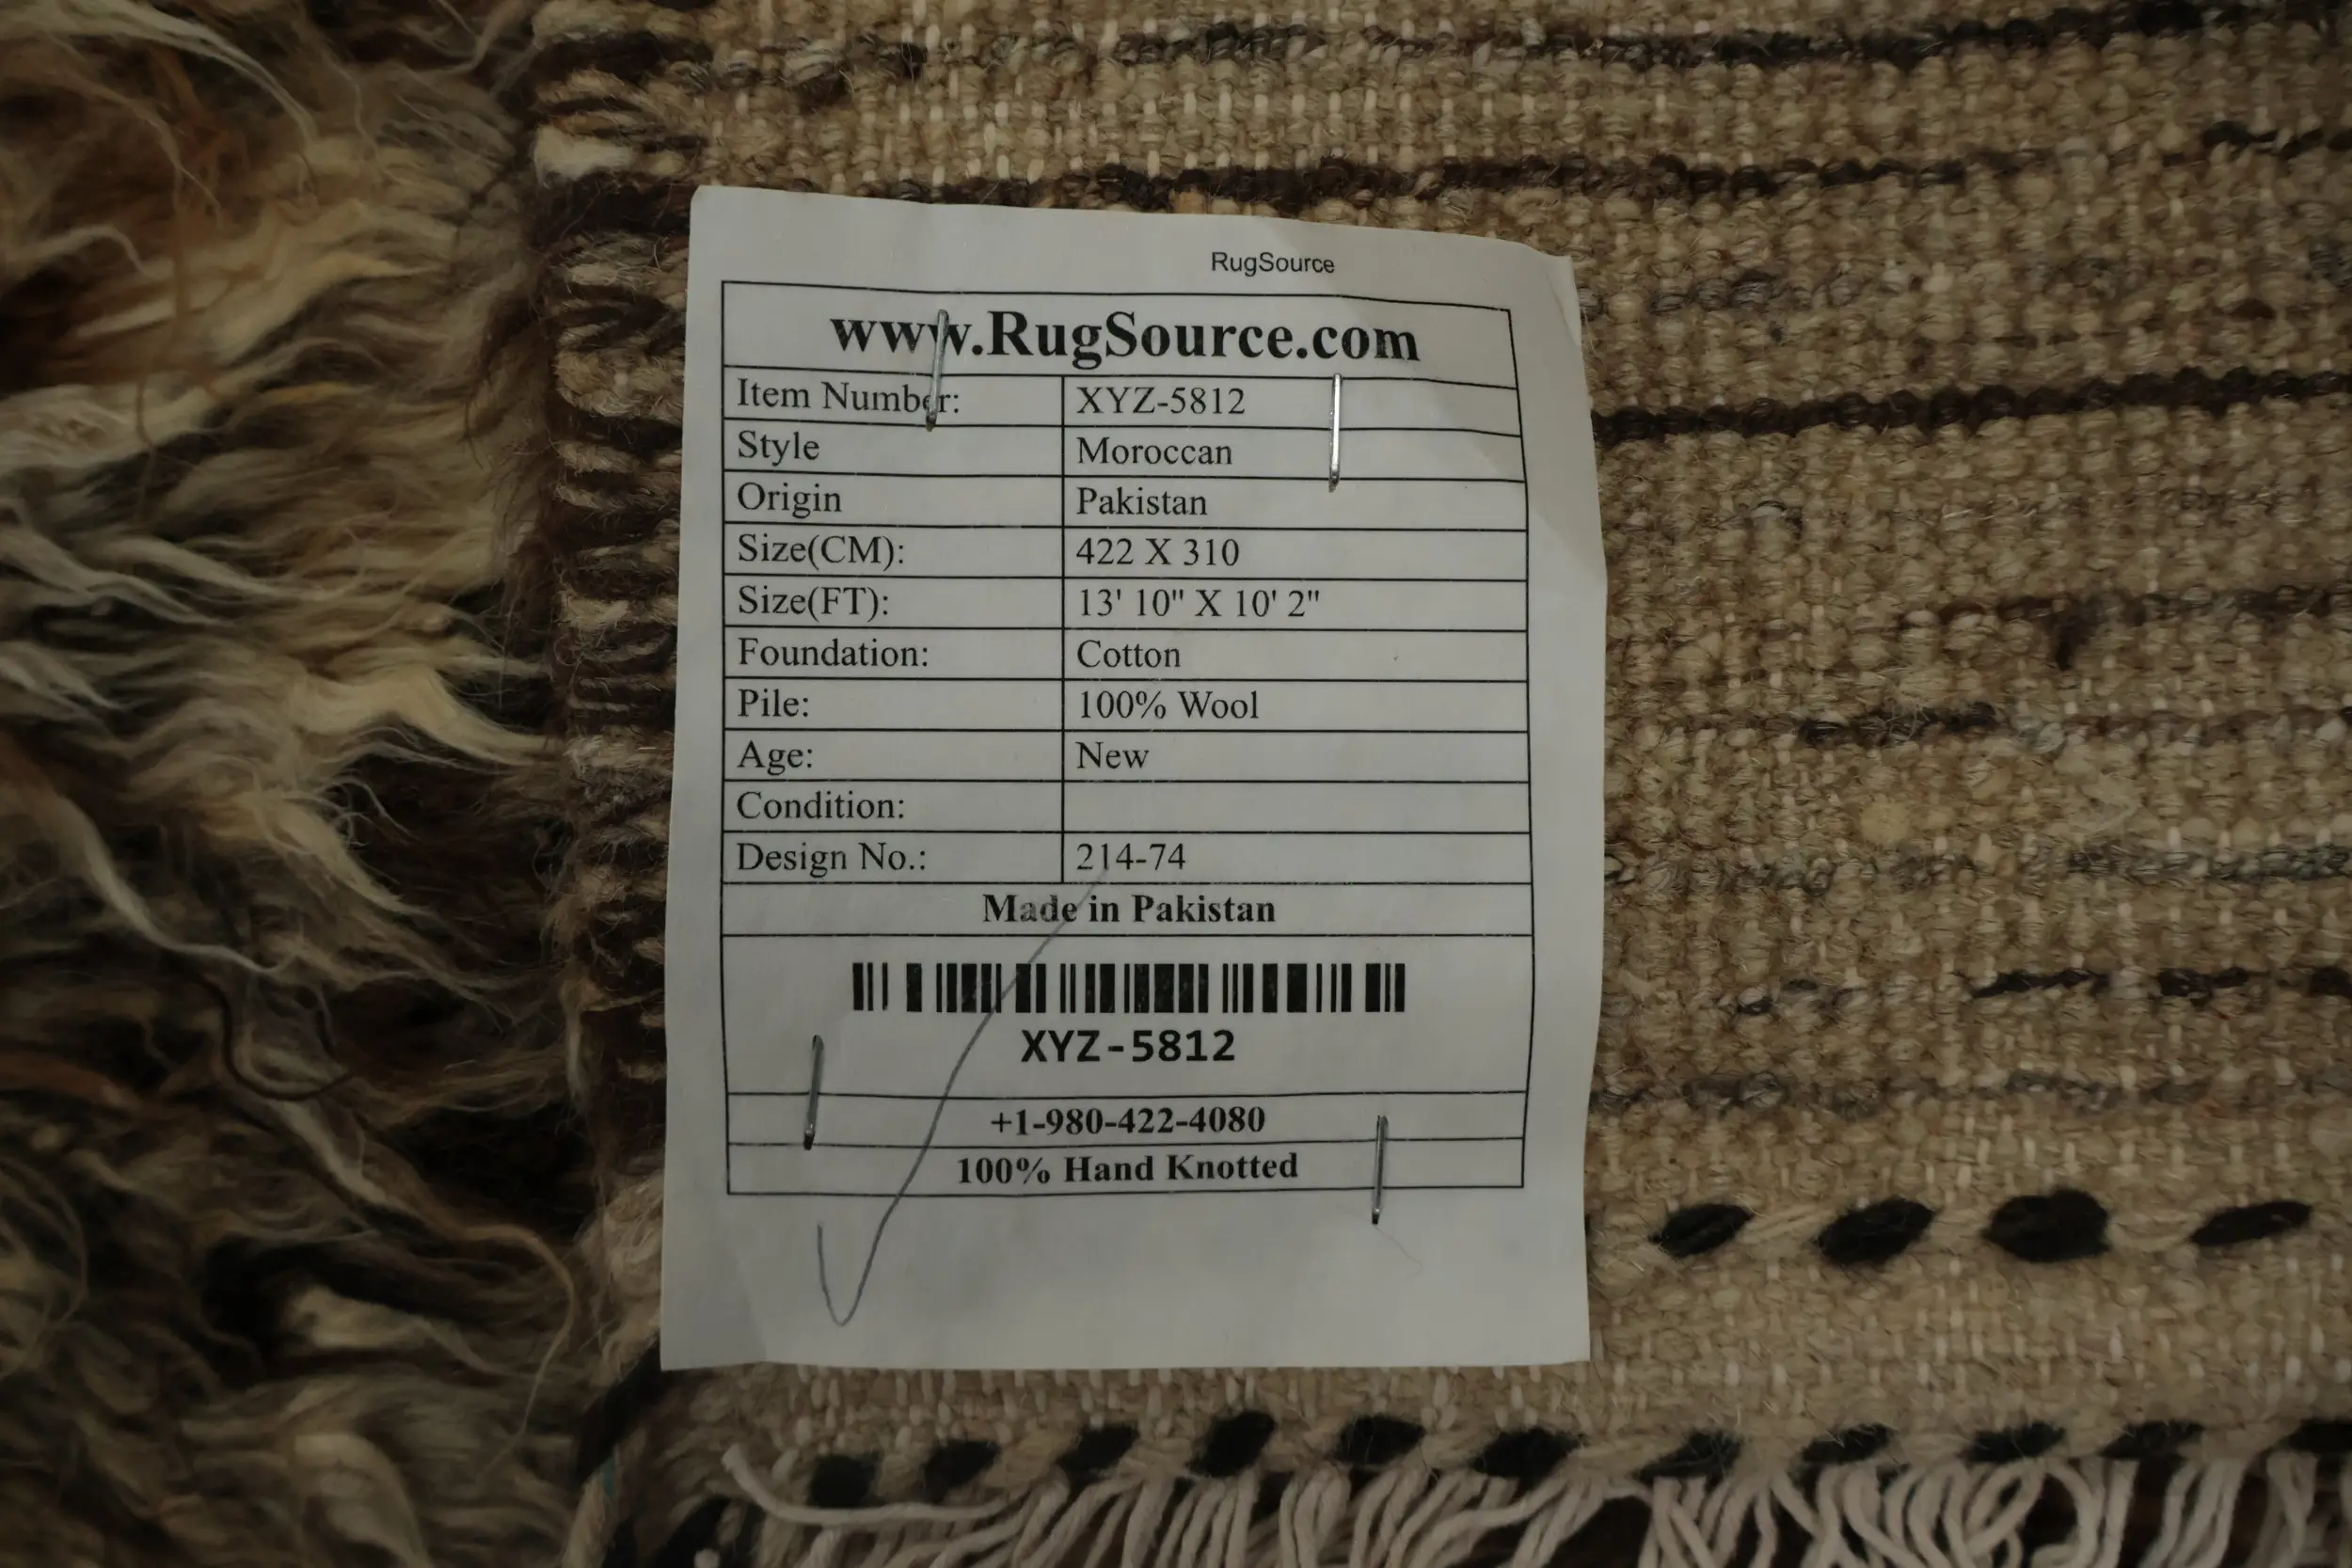 RugSource
www.RugSource.com
Item Number: XYZ-5812
Style Moroccan
Origin Pakistan
Size(CM): 422 X 310
Size(FT): 13' 10" X 10' 2"
Foundation: Cotton
Pile: 100% Wool
Age: New
Condition:
Design No.: 214-74
Made in Pakistan
XYZ-5812
+1-980-422-4080
100% Hand Knotted